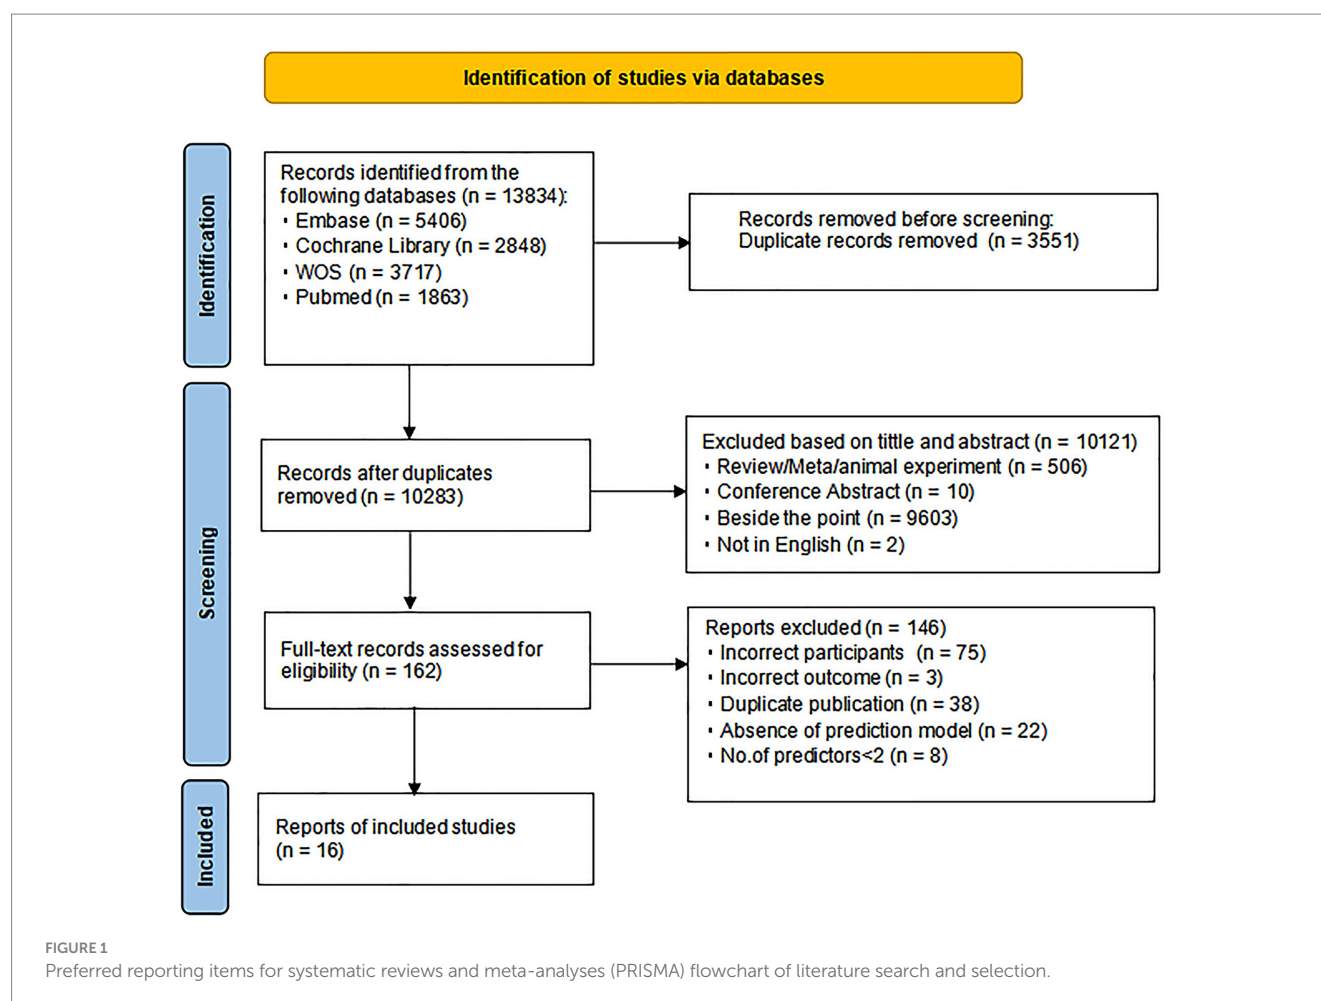 Identification of studies via databases
Identification
Records identified from the
following databases (n = 13834):
· Embase (n = 5406)
· Cochrane Library (n = 2848)
· WOS (n = 3717)
· Pubmed (n = 1863)
Records removed before screening:
Duplicate records removed (n = 3551)
Screening
Records after duplicates
removed (n = 10283)
Excluded based on tittle and abstract (n = 10121)
· Review/Meta/animal experiment (n = 506)
· Conference Abstract (n = 10)
· Beside the point (n = 9603)
· Not in English (n = 2)
Full-text records assessed for
eligibility (n = 162)
Reports excluded (n = 146)
· Incorrect participants (n = 75)
· Incorrect outcome (n = 3)
· Duplicate publication (n = 38)
· Absence of prediction model (n = 22)
· No.of predictors<2 (n = 8)
Included
Reports of included studies
(n = 16)
FIGURE 1
Preferred reporting items for systematic reviews and meta-analyses (PRISMA) flowchart of literature search and selection.